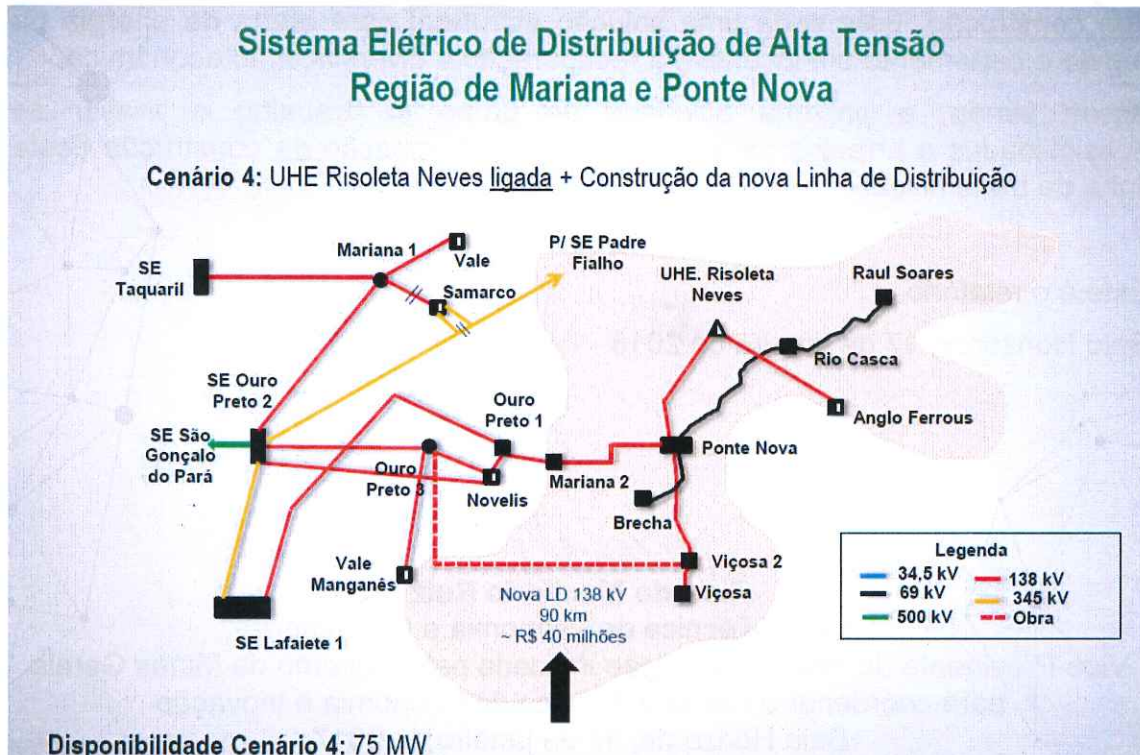 Sistema Elétrico de Distribuição de Alta Tensão
Região de Mariana e Ponte Nova
Cenário 4: UHE Risoleta Neves ligada + Construção da nova Linha de Distribuição
Mariana 1
Vale
P/ SE Padre
Fialho
SE
Taquaril
Samarco
UHE. Risoleta
Neves
Raul Soares
Rio Casca
SE Ouro
Preto 2
Ouro
Preto 1
Anglo Ferrous
SE São
Gonçalo
do Pará
Ponte Nova
Ouro
Preto 3
Novelis
Mariana 2
Brecha
Vale
Manganês
Viçosa 2
Viçosa
SE Lafaiete 1
Nova LD 138 kV
90 km
~ R$ 40 milhões
Legenda
34,5 kV
138 kV
69 kV
345 kV
500 kV
Obra
Disponibilidade Cenário 4: 75 MW